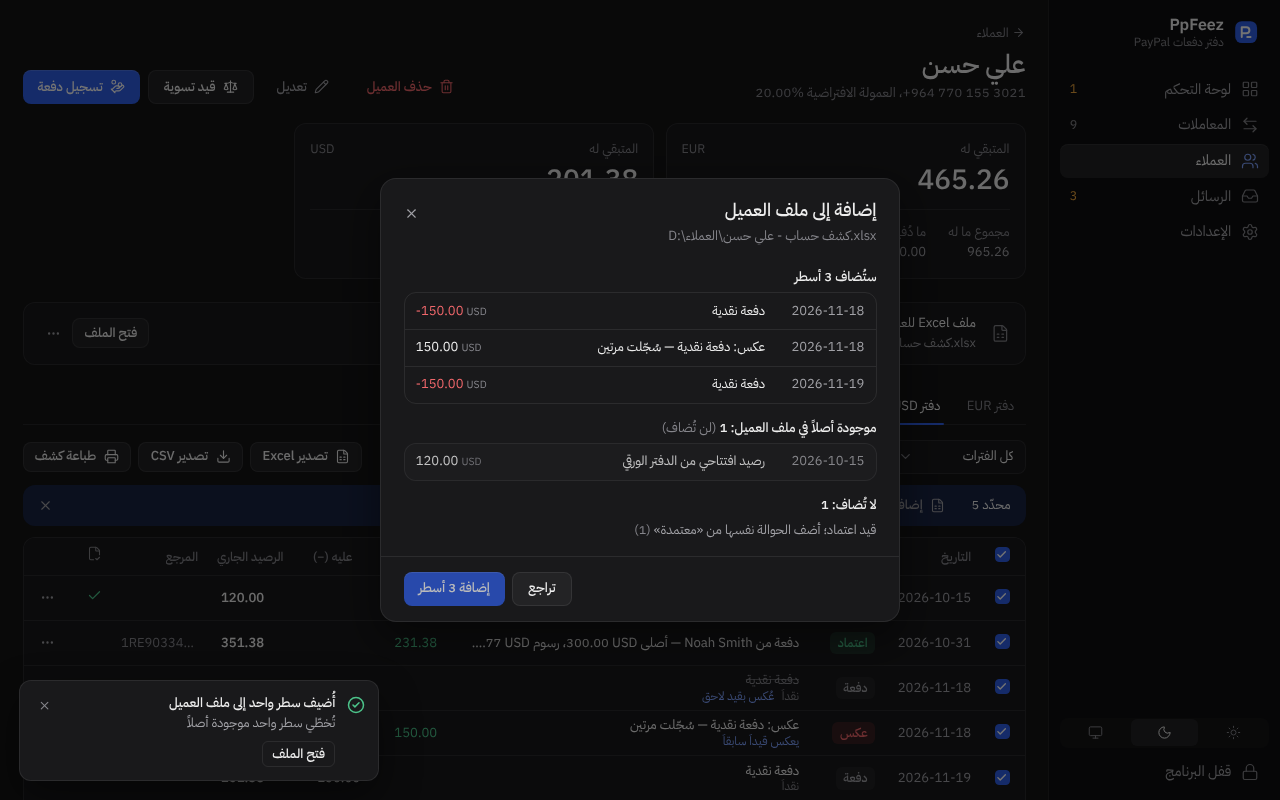 PpFeez
دفتر دفعات PayPal
لوحة التحكم 1
المعاملات 9
العملاء
الرسائل 3
الإعدادات
قفل البرنامج
العملاء
علي حسن
+964 770 155 3021، العمولة الافتراضية 20.00%
حذف العميل
تعديل
قيد تسوية
تسجيل دفعة
المتبقي له EUR
465.26
مجموع ما له
965.26
المتبقي له USD
201.38
ملف Excel
فتح الملف
دفتر EUR
دفتر
كل الفترات
تصدير Excel
تصدير CSV
طباعة كشف
محدّد 5
إضافة إلى ملف العميل
D:\العملاء\كشف حساب - علي حسن.xlsx
ستُضاف 3 أسطر
2026-11-18 دفعة نقدية -150.00 USD
2026-11-18 عكس: دفعة نقدية — سُجّلت مرتين 150.00 USD
2026-11-19 دفعة نقدية -150.00 USD
موجودة أصلاً في ملف العميل: 1 (لن تُضاف)
2026-10-15 رصيد افتتاحي من الدفتر الورقي 120.00 USD
لا تُضاف: 1
قيد اعتماد؛ أضف الحوالة نفسها من «معتمدة» (1)
تراجع
إضافة 3 أسطر
التاريخ
عليه (−)
الرصيد الجاري
المرجع
2026-10-15 120.00
2026-10-31 اعتماد دفعة من Noah Smith — أصلي 300.00 USD، رسوم 77 USD.... 231.38 351.38 1RE90334...
2026-11-18 دفعة دفعة نقدية
نقداً عُكس بقيد لاحق
2026-11-18 عكس عكس: دفعة نقدية — سُجّلت مرتين 150.00
يعكس قيداً سابقاً
2026-11-19 دفعة دفعة نقدية
نقداً
أُضيف سطر واحد إلى ملف العميل
تُخطّي سطر واحد موجودة أصلاً
فتح الملف